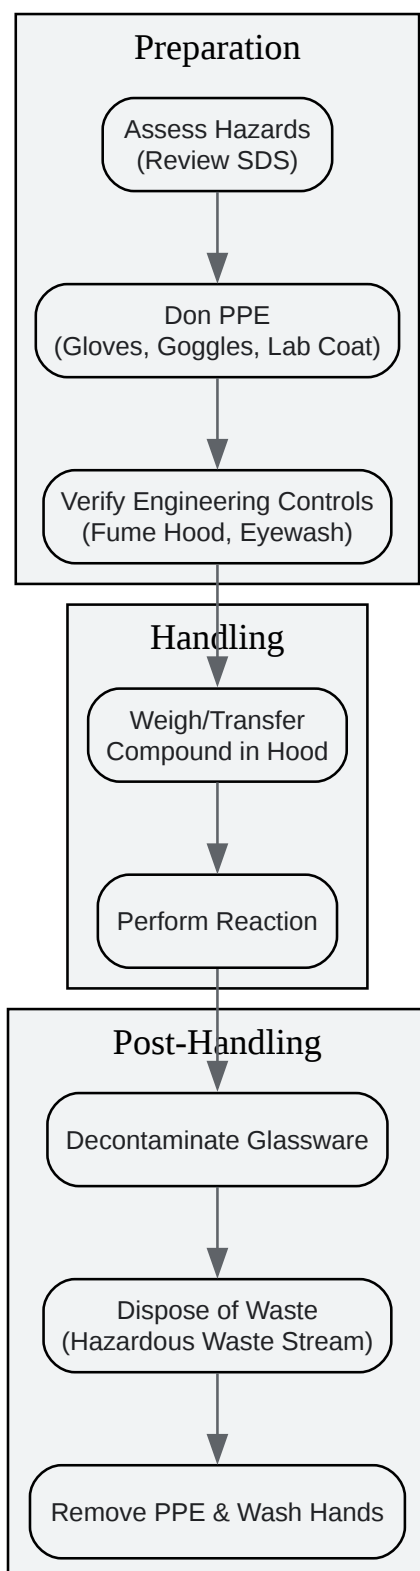 Preparation
Assess Hazards
(Review SDS)
Don PPE
(Gloves, Goggles, Lab Coat)
Verify Engineering Controls
(Fume Hood, Eyewash)
Handling
Weigh/Transfer
Compound in Hood
Perform Reaction
Post-Handling
Decontaminate Glassware
Dispose of Waste
(Hazardous Waste Stream)
Remove PPE & Wash Hands